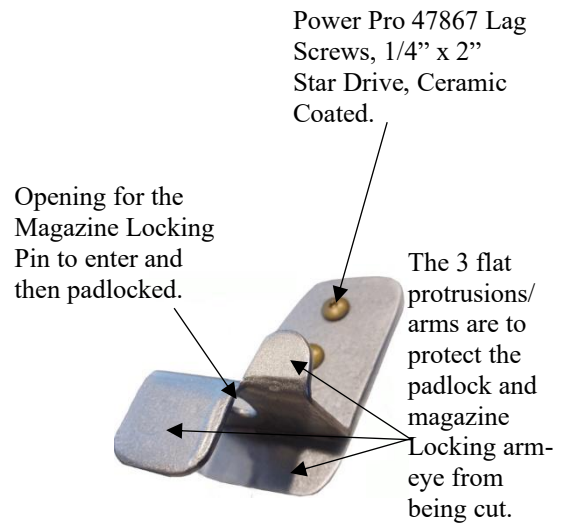 Power Pro 47867 Lag
Screws, 1/4” x 2”
Star Drive, Ceramic
Coated.
Opening for the
Magazine Locking
Pin to enter and
then padlocked.
The 3 flat
protrusions/
arms are to
protect the
padlock and
magazine
Locking arm-
eye from
being cut.